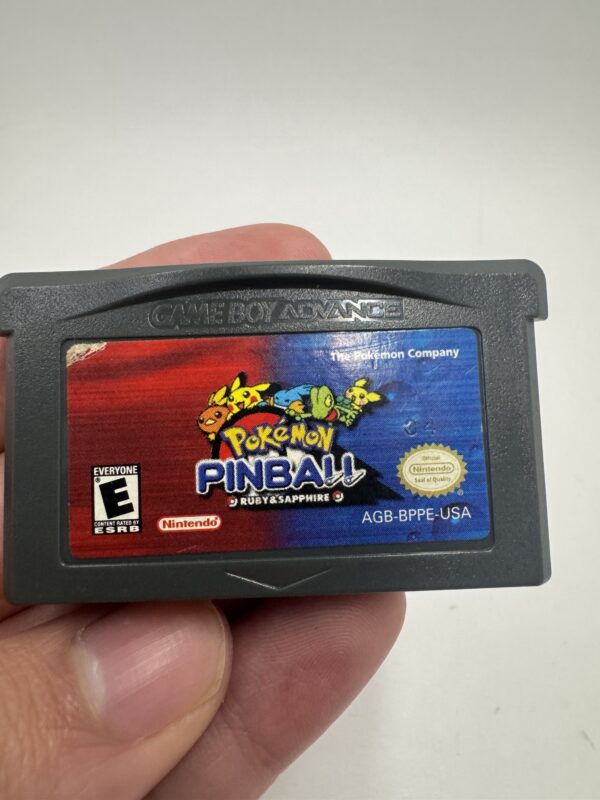 GAME BOY ADVANCE
The Pokémon Company
POKéMON
PINBALL
RUBY & SAPPHIRE
EVERYONE
E
CONTENT RATED BY
ESRB
Nintendo®
Official
Nintendo
Seal of Quality
AGB-BPPE-USA